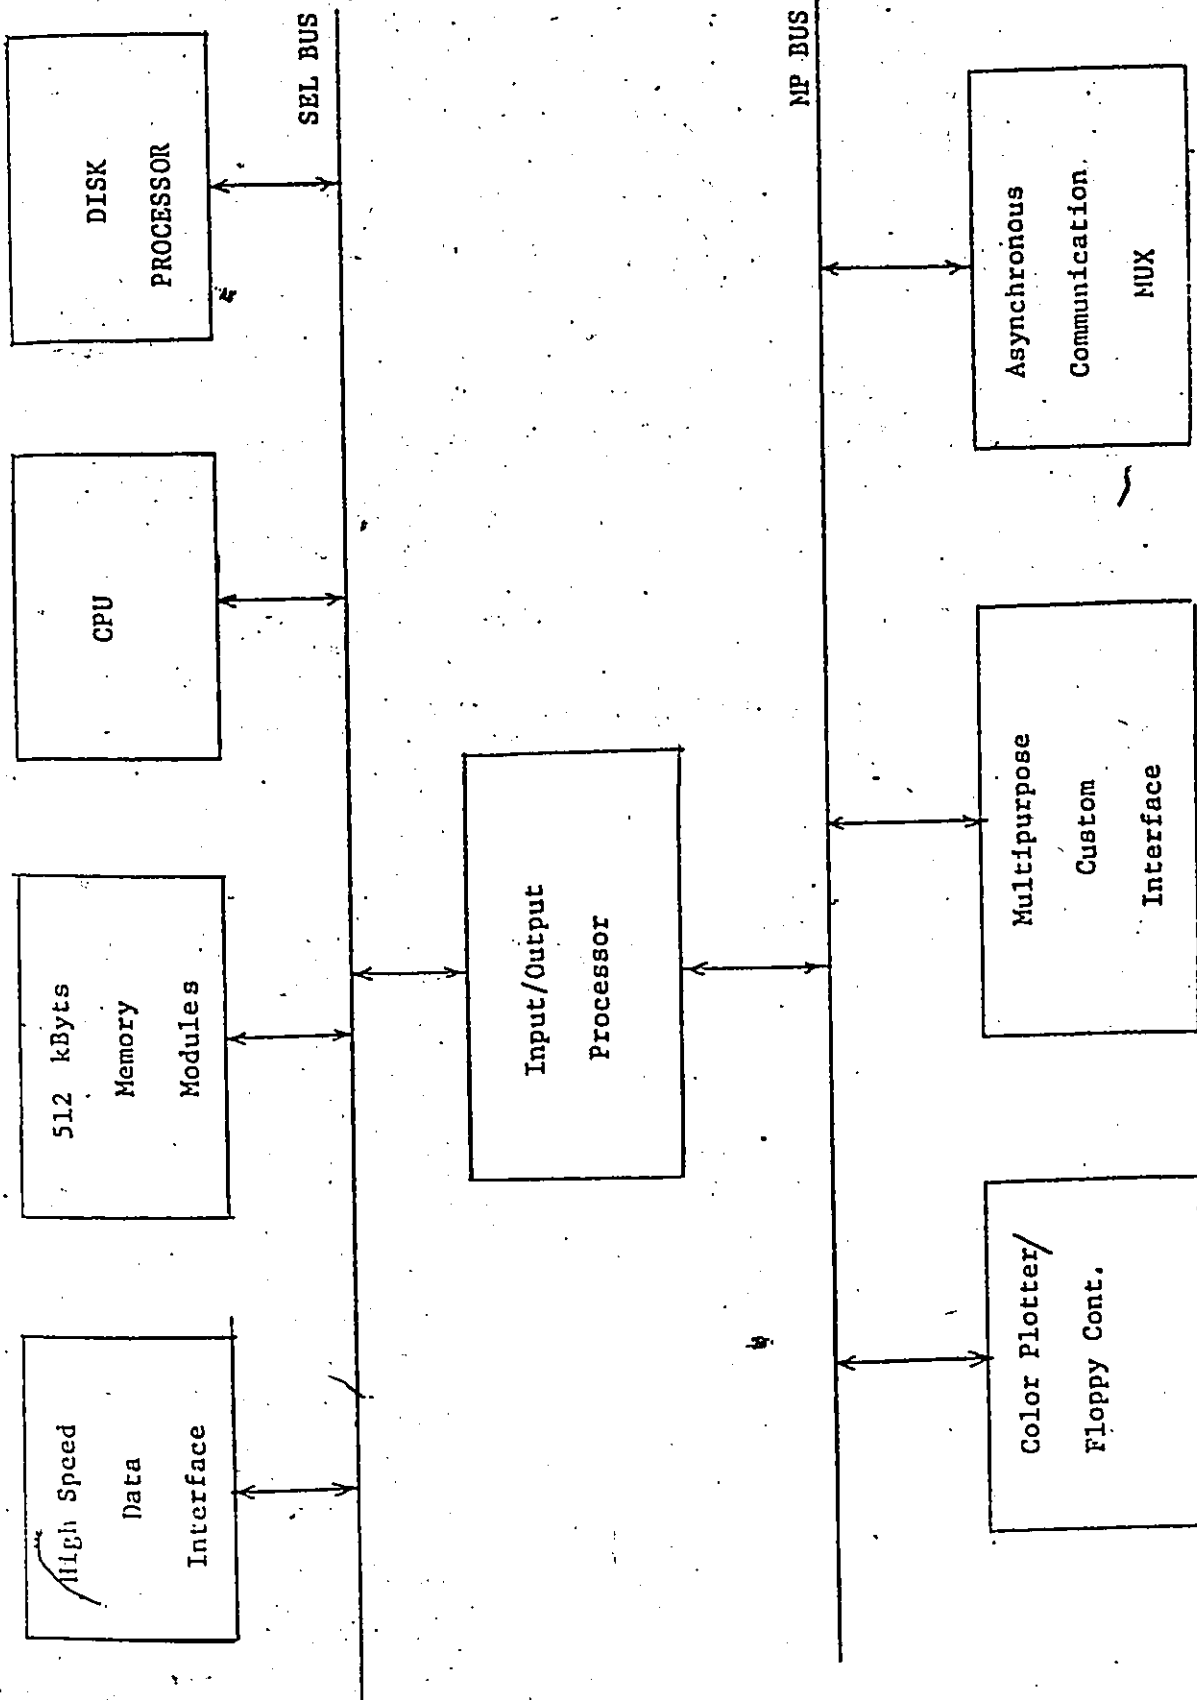 High Speed
Data
Interface
512 kByts
Memory
Modules
CPU
DISK
PROCESSOR
SEL BUS
Input/Output
Processor
MP BUS
Color Plotter/
Floppy Cont.
Multipurpose
Custom
Interface
Asynchronous
Communication
MUX